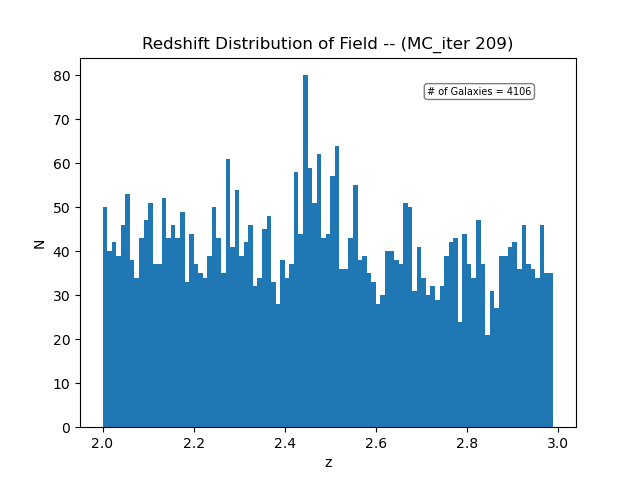 Redshift Distribution of Field -- (MC_iter 209)
# of Galaxies = 4106
80
70
60
50
40
30
20
10
0
N
2.0 2.2 2.4 2.6 2.8 3.0
z